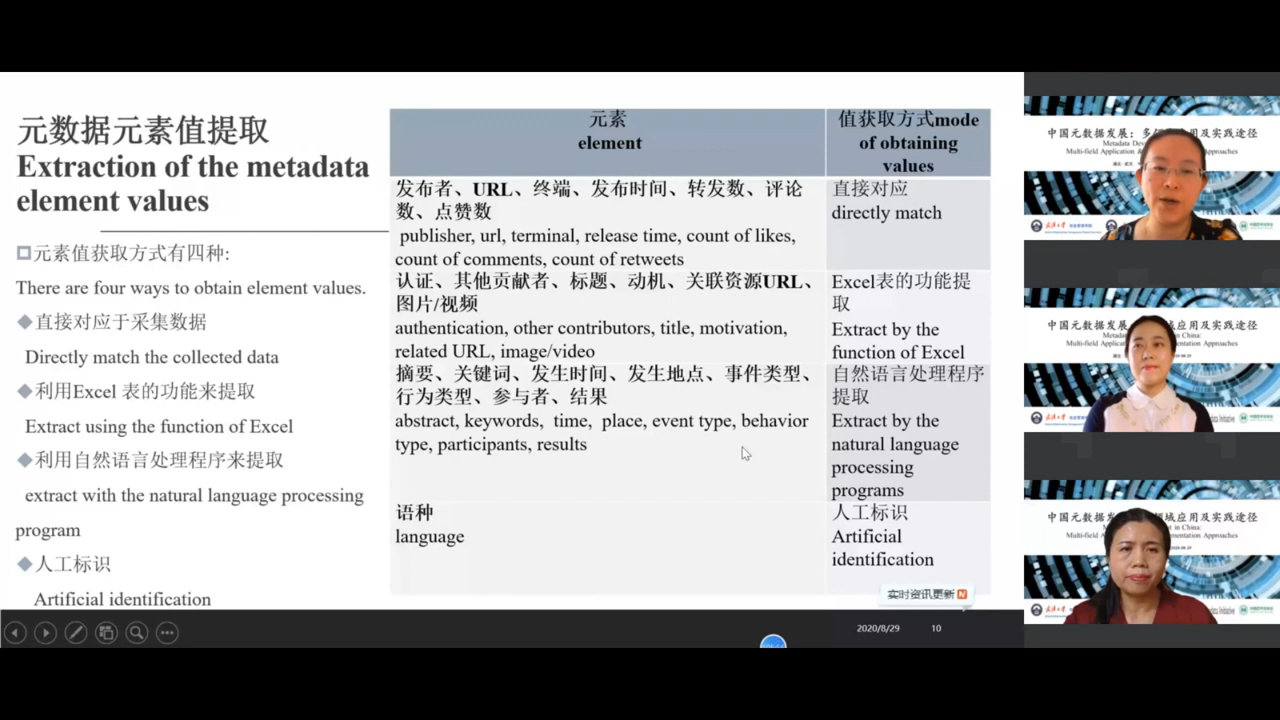 元数据元素值提取
Extraction of the metadata
element values
元素值获取方式有四种:
There are four ways to obtain element values.
直接对应于采集数据
Directly match the collected data
利用Excel 表的功能来提取
Extract using the function of Excel
利用自然语言处理程序来提取
extract with the natural language processing
program
人工标识
Artificial identification
元素
element
值获取方式mode
of obtaining
values
发布者、URL、终端、发布时间、转发数、评论
数、点赞数
publisher, url, terminal, release time, count of likes,
count of comments, count of retweets
直接对应
directly match
认证、其他贡献者、标题、动机、关联资源URL、
图片/视频
authentication, other contributors, title, motivation,
related URL, image/video
Excel表的功能提
取
Extract by the
function of Excel
摘要、关键词、发生时间、发生地点、事件类型、
行为类型、参与者、结果
abstract, keywords, time, place, event type, behavior
type, participants, results
自然语言处理程序
提取
Extract by the
natural language
processing
programs
语种
language
人工标识
Artificial
identification
实时资讯更新
2020/8/29
10
中国元数据发展：多
用及实践途径
Multi-field Application &
Approaches
中国元数据发展
域应用及实践途径
in China:
Multi-field
mentation Approaches
中国元数据发
领域应用及实践途径
in China:
Multi-field
mentation Approaches